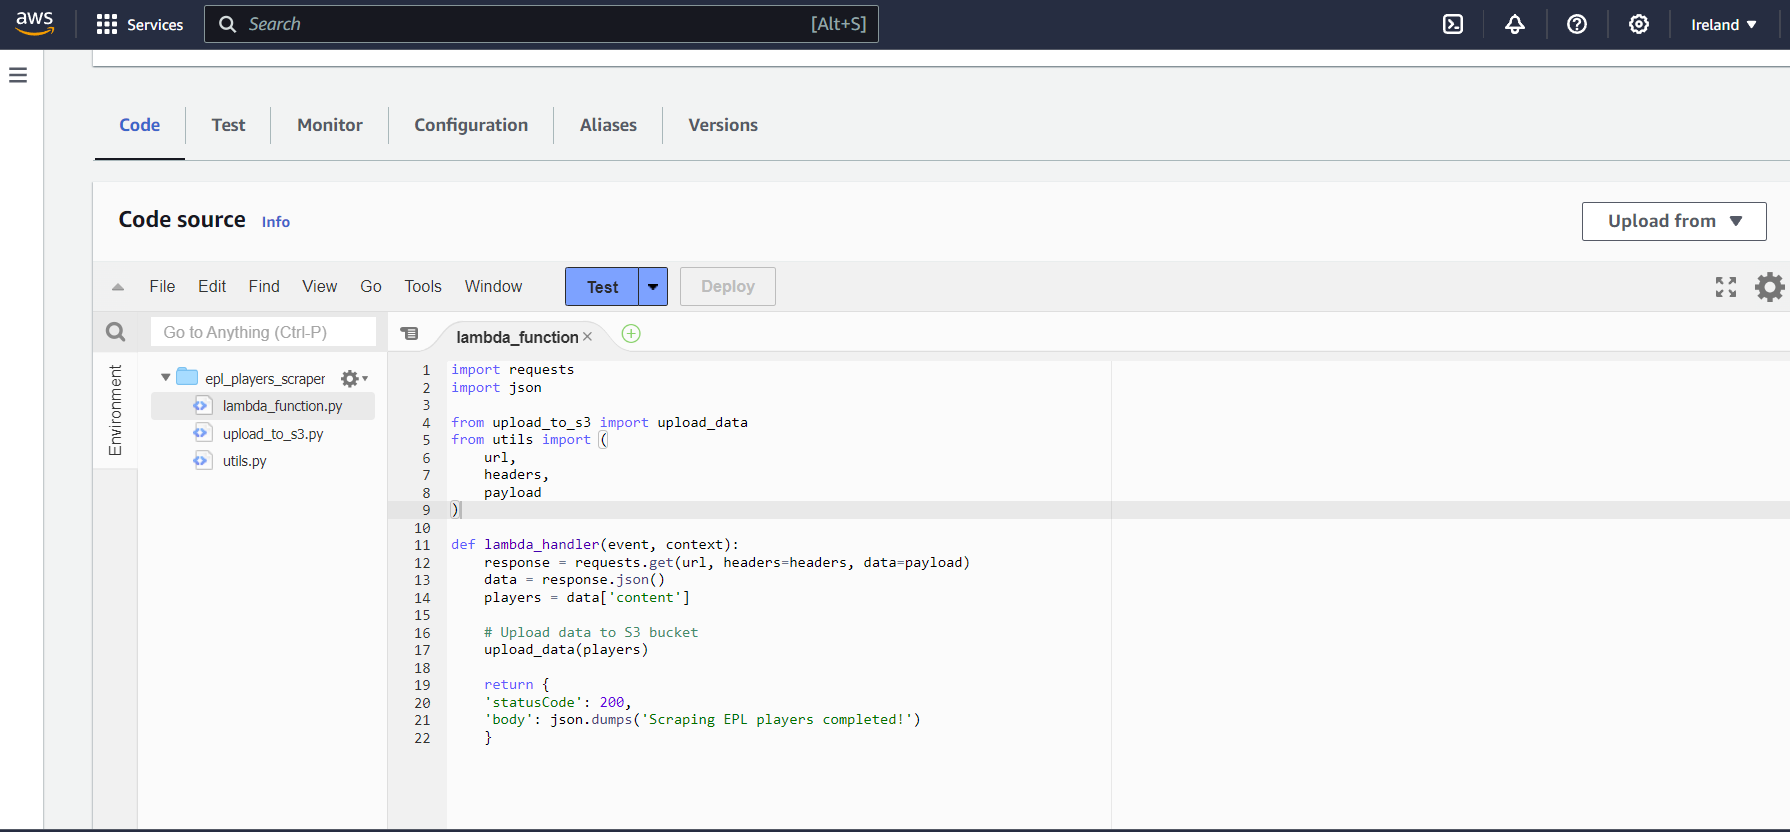 aws Services Search [Alt+S] Ireland
Code Test Monitor Configuration Aliases Versions
Code source Info Upload from
File Edit Find View Go Tools Window Test Deploy
Go to Anything (Ctrl-P) lambda_function
Environment
epl_players_scraper
lambda_function.py
upload_to_s3.py
utils.py
1 import requests
2 import json
3
4 from upload_to_s3 import upload_data
5 from utils import (
6 url,
7 headers,
8 payload
9 )
10
11 def lambda_handler(event, context):
12 response = requests.get(url, headers=headers, data=payload)
13 data = response.json()
14 players = data['content']
15
16 # Upload data to S3 bucket
17 upload_data(players)
18
19 return {
20 'statusCode': 200,
21 'body': json.dumps('Scraping EPL players completed!')
22 }